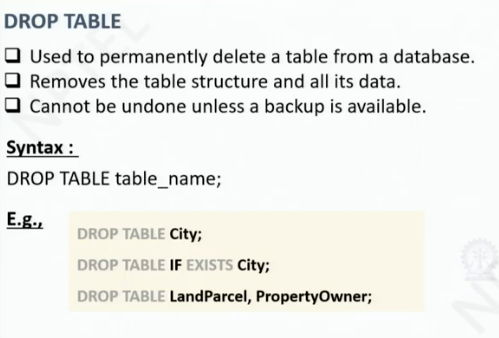 DROP TABLE
❑ Used to permanently delete a table from a database.
❑ Removes the table structure and all its data.
❑ Cannot be undone unless a backup is available.
Syntax :
DROP TABLE table_name;
E.g.,
DROP TABLE City;
DROP TABLE IF EXISTS City;
DROP TABLE LandParcel, PropertyOwner;